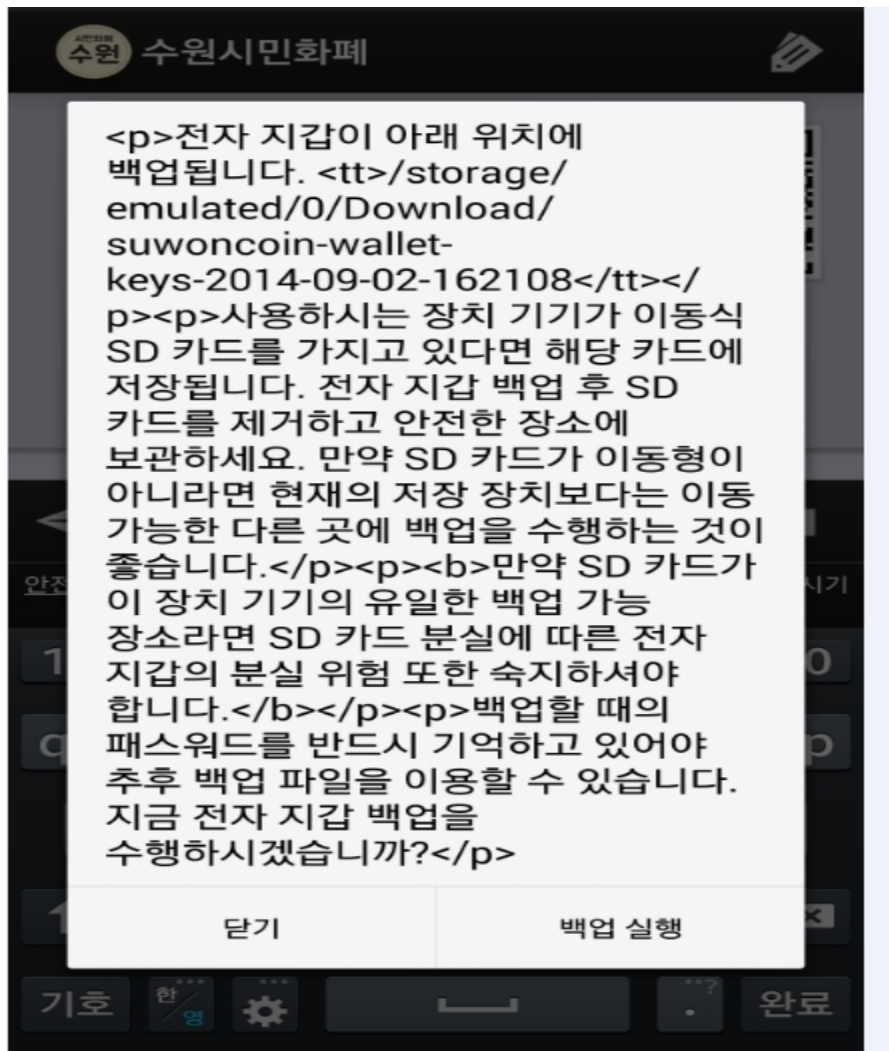 시민화폐
수원
수원시민화폐
<p>전자 지갑이 아래 위치에
백업됩니다. <tt>/storage/
emulated/0/Download/
suwoncoin-wallet-
keys-2014-09-02-162108</tt></
p><p>사용하시는 장치 기기가 이동식
SD 카드를 가지고 있다면 해당 카드에
저장됩니다. 전자 지갑 백업 후 SD
카드를 제거하고 안전한 장소에
보관하세요. 만약 SD 카드가 이동형이
아니라면 현재의 저장 장치보다는 이동
가능한 다른 곳에 백업을 수행하는 것이
좋습니다.</p><p><b>만약 SD 카드가
이 장치 기기의 유일한 백업 가능
장소라면 SD 카드 분실에 따른 전자
지갑의 분실 위험 또한 숙지하셔야
합니다.</b></p><p>백업할 때의
패스워드를 반드시 기억하고 있어야
추후 백업 파일을 이용할 수 있습니다.
지금 전자 지갑 백업을
수행하시겠습니까?</p>
닫기 백업 실행
안전 시기
1 0
q p
기호 한/영 . ? 완료